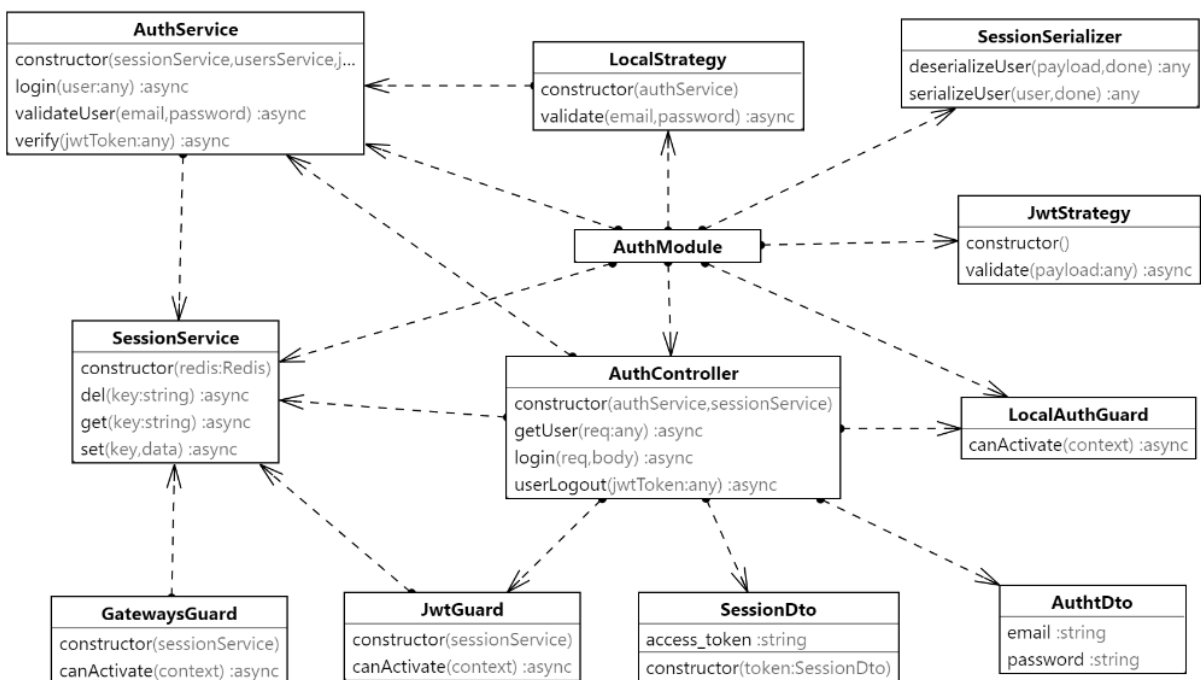 AuthService
constructor(sessionService,usersService,j...
login(user:any) :async
validateUser(email,password) :async
verify(jwtToken:any) :async
LocalStrategy
constructor(authService)
validate(email,password) :async
SessionSerializer
deserializeUser(payload,done) :any
serializeUser(user,done) :any
JwtStrategy
constructor()
validate(payload:any) :async
AuthModule
SessionService
constructor(redis:Redis)
del(key:string) :async
get(key:string) :async
set(key,data) :async
AuthController
constructor(authService,sessionService)
getUser(req:any) :async
login(req,body) :async
userLogout(jwtToken:any) :async
LocalAuthGuard
canActivate(context) :async
GatewaysGuard
constructor(sessionService)
canActivate(context) :async
JwtGuard
constructor(sessionService)
canActivate(context) :async
SessionDto
access_token :string
constructor(token:SessionDto)
AuthtDto
email :string
password :string